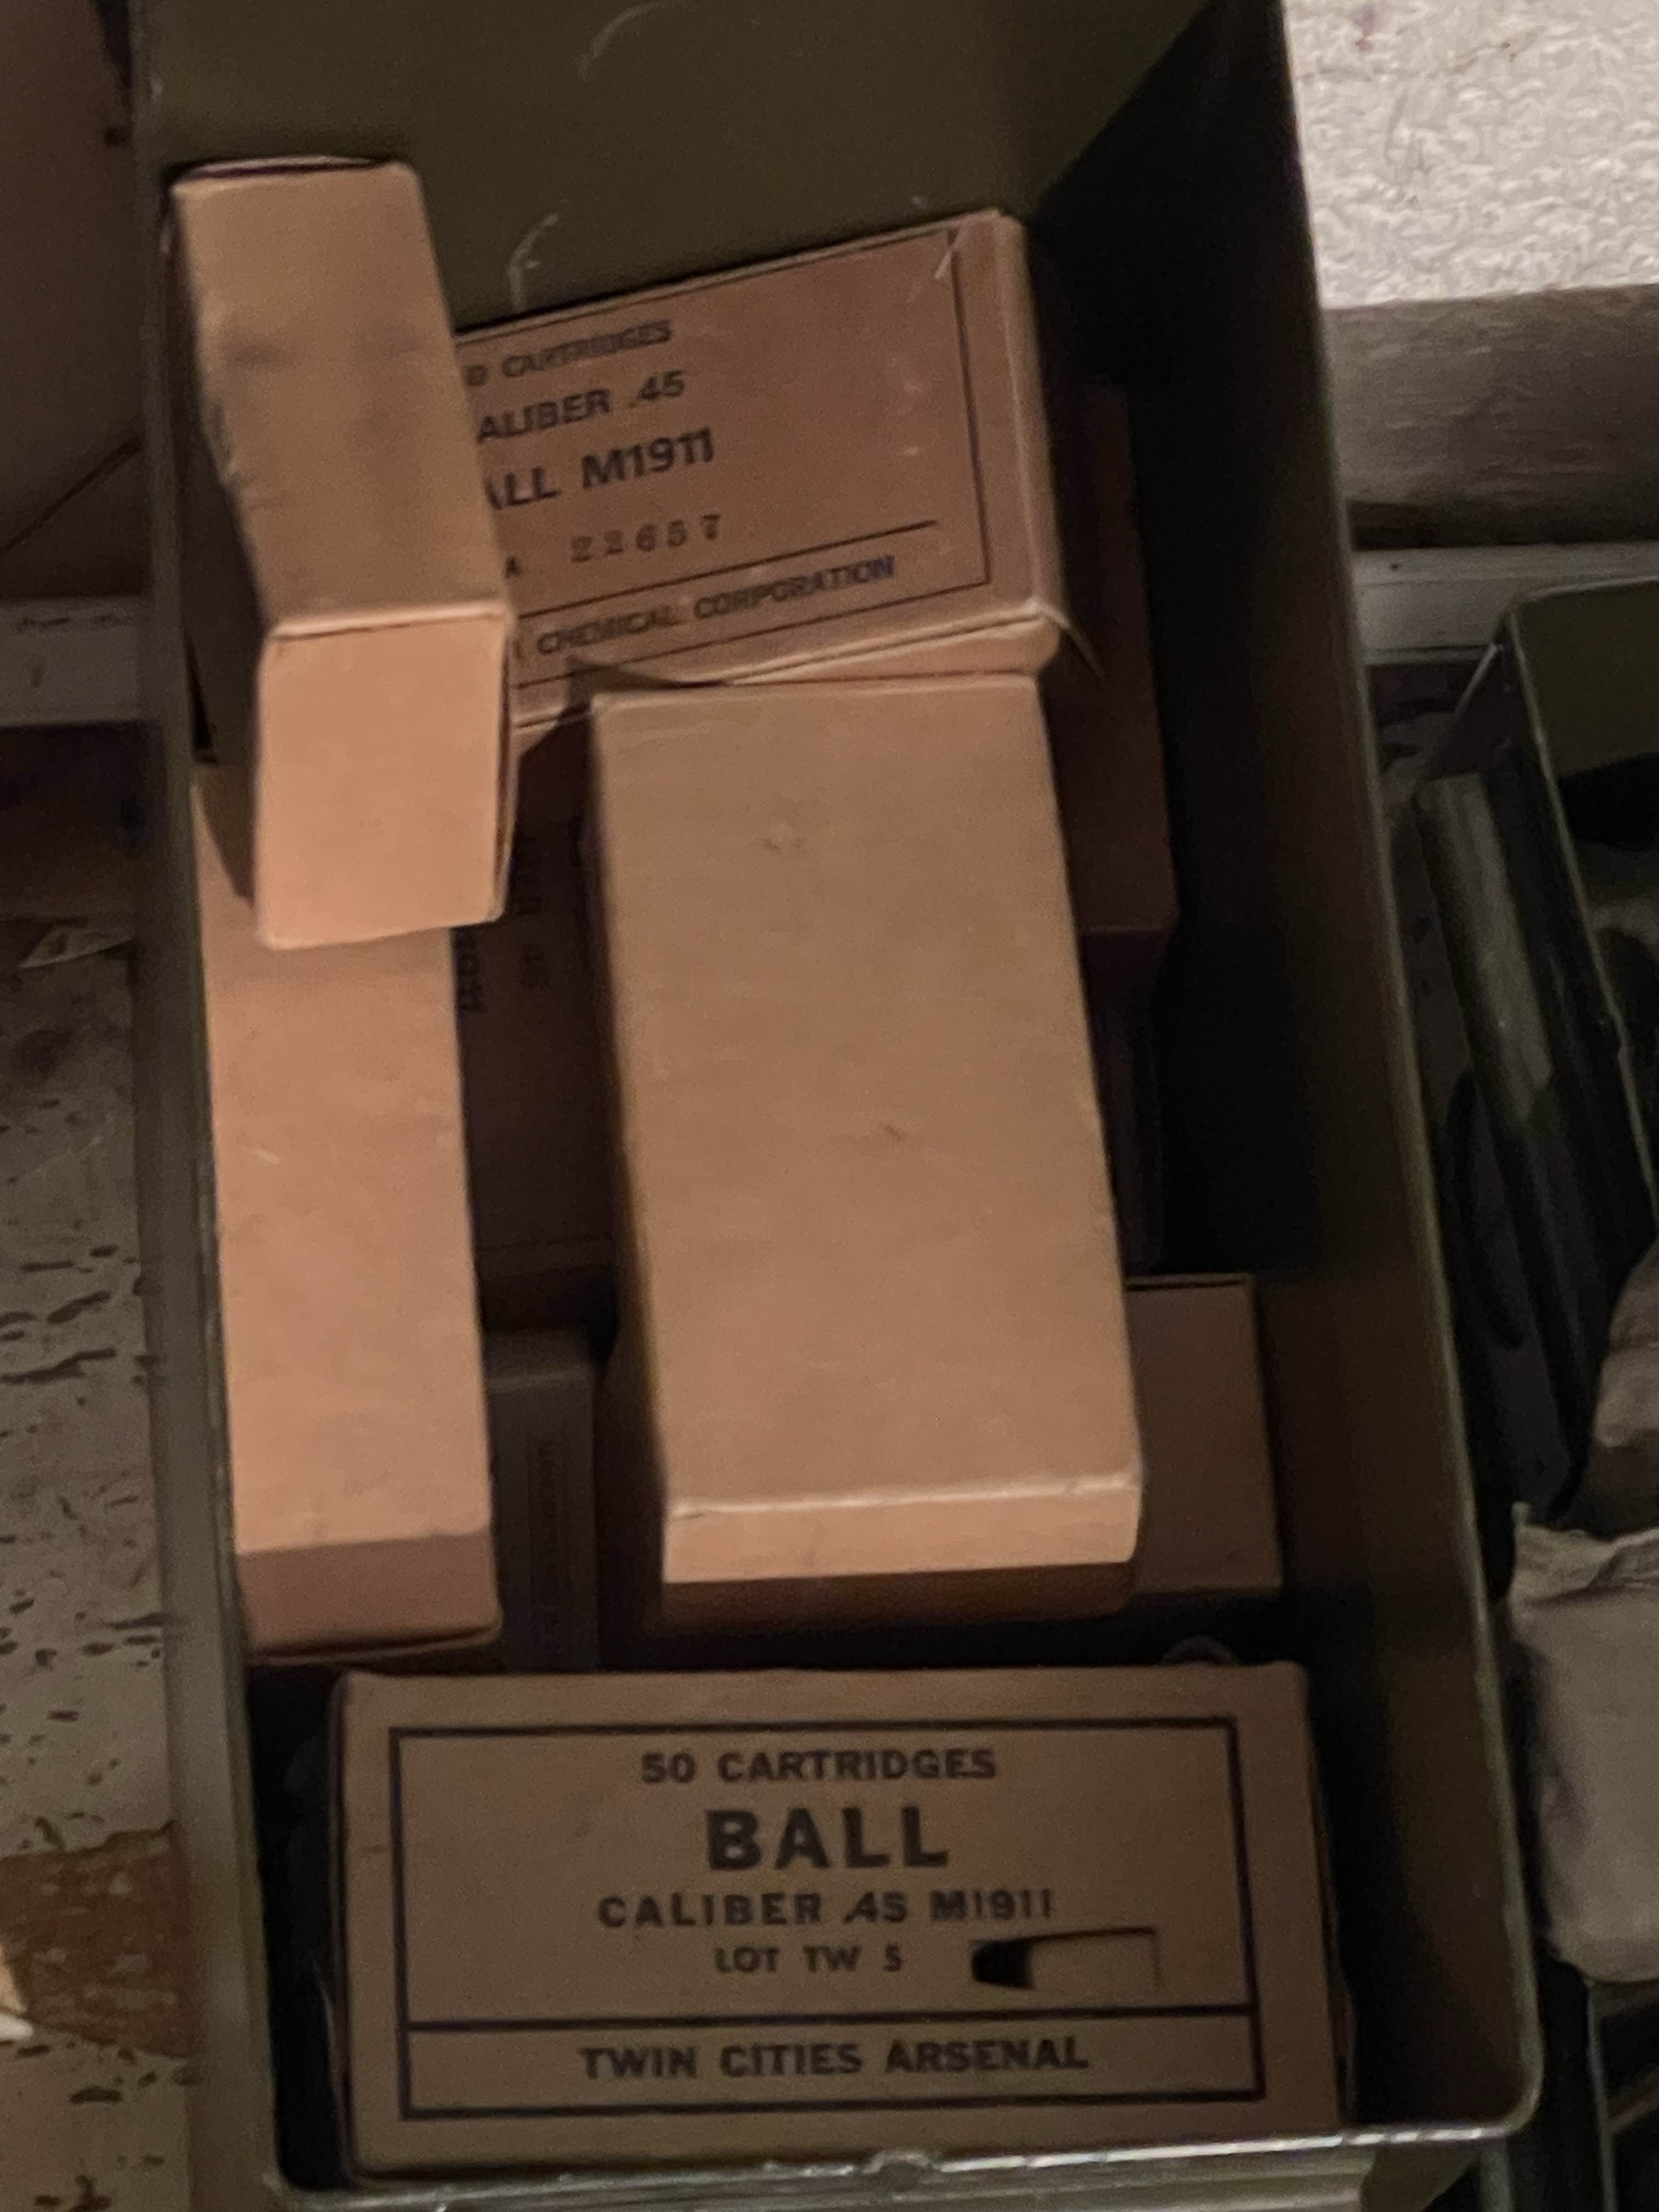 CARTRIDGES
ALIBER .45
ALL M1911
A 22657
CHEMICAL CORPORATION
50 CARTRIDGES
BALL
CALIBER .45 M1911
LOT TW 5
TWIN CITIES ARSENAL